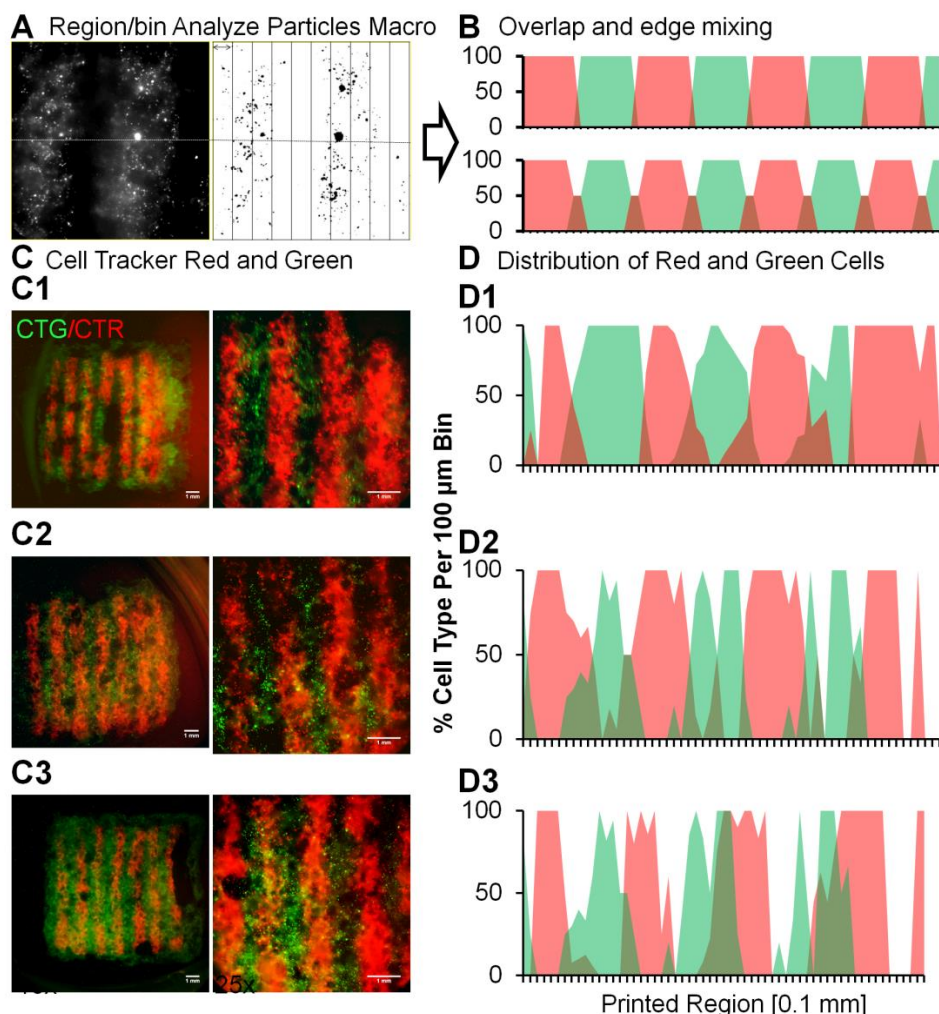 A Region/bin Analyze Particles Macro
B Overlap and edge mixing
100
50
0
100
50
0
C Cell Tracker Red and Green
D Distribution of Red and Green Cells
C1
CTG/CTR
1 mm
1 mm
D1
100
50
0
C2
1 mm
1 mm
D2
100
50
0
C3
1 mm
1 mm
25x
D3
100
50
0
% Cell Type Per 100 µm Bin
Printed Region [0.1 mm]